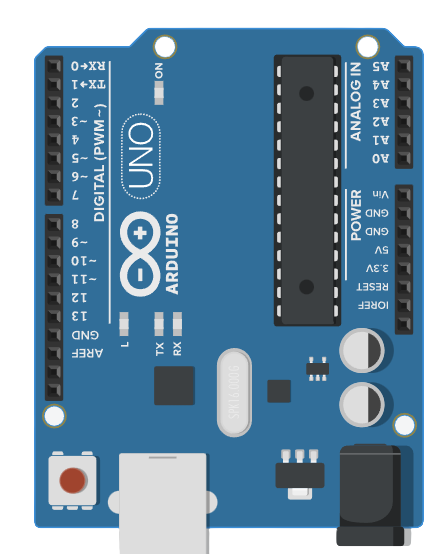 RX←0
TX→1
2
~3
4
~5
~6
7
DIGITAL (PWM~)
8
~9
~10
~11
12
13
GND
AREF
ON
UNO
ARDUINO
L
TX
RX
ANALOG IN
A5
A4
A3
A2
A1
A0
POWER
Vin
GND
GND
5V
3.3V
RESET
IOREF